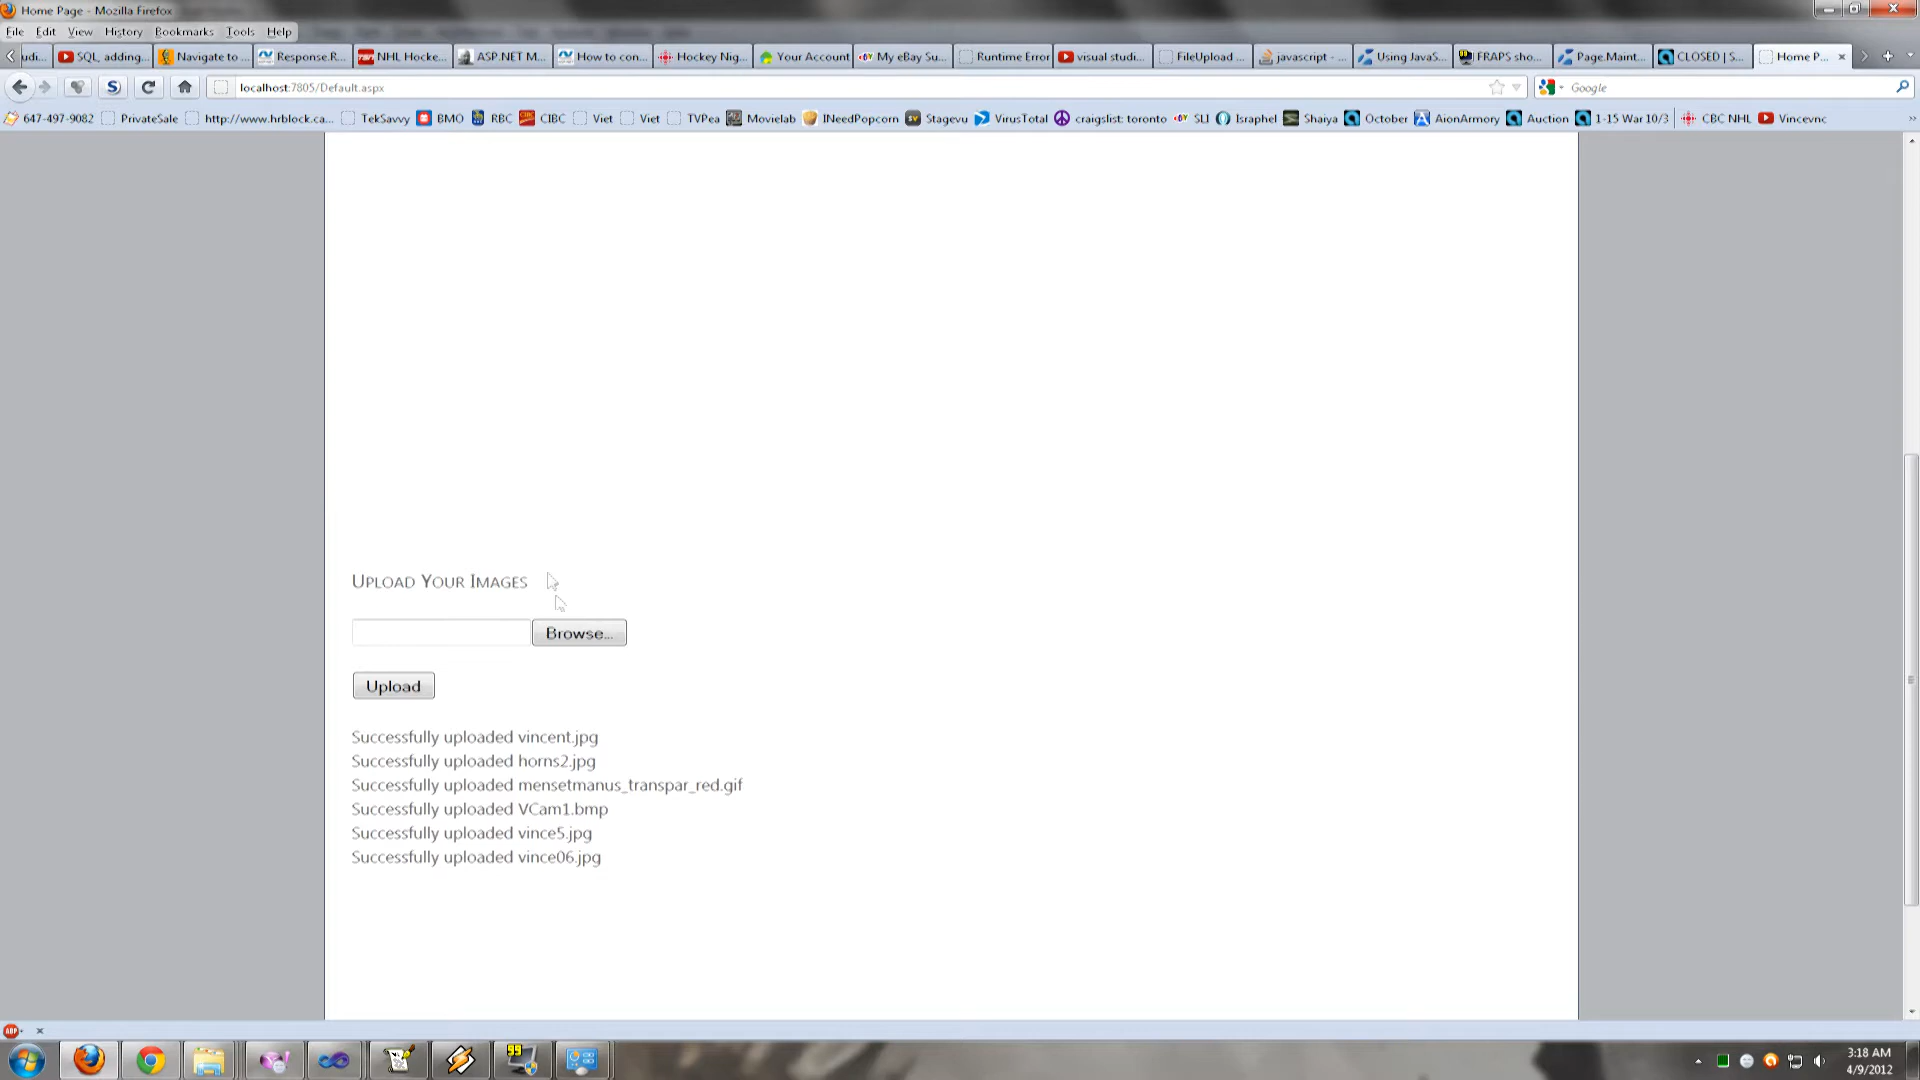 Home Page - Mozilla Firefox
File Edit View History Bookmarks Tools Help
udi... SQL, adding... Navigate to ... Response.R... NHL Hocke... ASP.NET M... How to con... Hockey Nig... Your Account My eBay Su... Runtime Error visual studi... FileUpload ... javascript - ... Using JavaS... FRAPS sho... Page.Maint... CLOSED | S... Home P...
localhost:7805/Default.aspx Google
647-497-9082 PrivateSale http://www.hrblock.ca... TekSavvy BMO RBC CIBC Viet Viet TVPea Movielab INeedPopcorn Stagevu VirusTotal craigslist: toronto SLI Israphel Shaiya October AionArmory Auction 1-15 War 10/3 CBC NHL Vincevnc
Upload Your Images
Browse...
Upload
Successfully uploaded vincent.jpg
Successfully uploaded horns2.jpg
Successfully uploaded mensetmanus_transpar_red.gif
Successfully uploaded VCam1.bmp
Successfully uploaded vince5.jpg
Successfully uploaded vince06.jpg
ABP
99
3:18 AM
4/9/2012